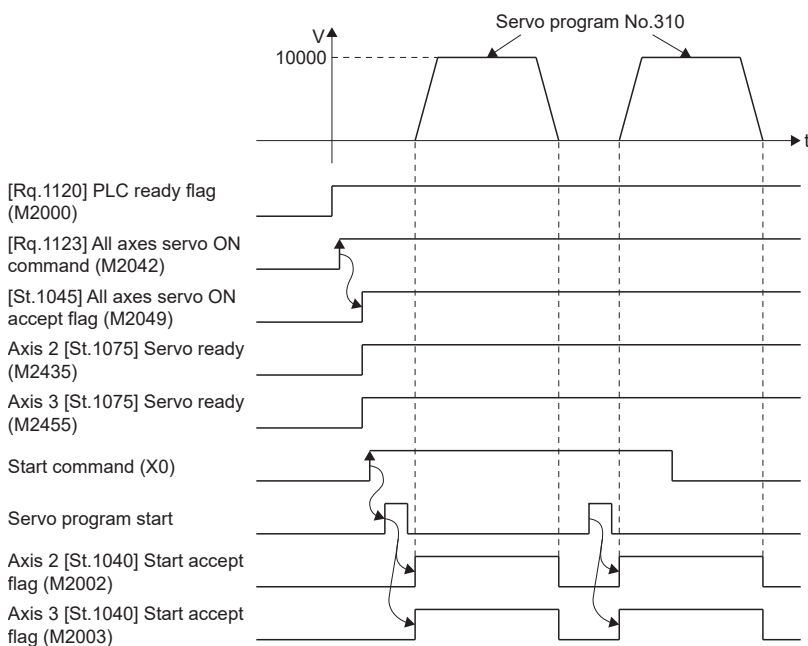 Servo program No.310
V
10000
t
[Rq.1120] PLC ready flag
(M2000)
[Rq.1123] All axes servo ON
command (M2042)
[St.1045] All axes servo ON
accept flag (M2049)
Axis 2 [St.1075] Servo ready
(M2435)
Axis 3 [St.1075] Servo ready
(M2455)
Start command (X0)
Servo program start
Axis 2 [St.1040] Start accept
flag (M2002)
Axis 3 [St.1040] Start accept
flag (M2003)